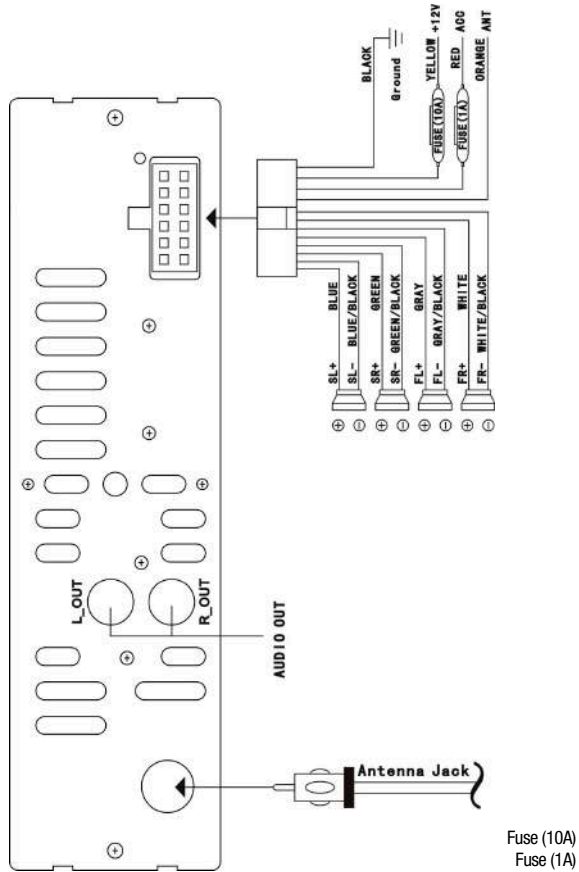 BLACK
Ground
YELLOW +12V
FUSE(10A)
RED ACC
FUSE(1A)
ORANGE ANT
SL+ BLUE
SL- BLUE/BLACK
SR+ GREEN
SR- GREEN/BLACK
FL+ GRAY
FL- GRAY/BLACK
FR+ WHITE
FR- WHITE/BLACK
L_OUT
R_OUT
AUDIO OUT
Antenna Jack
Fuse (10A)
Fuse (1A)